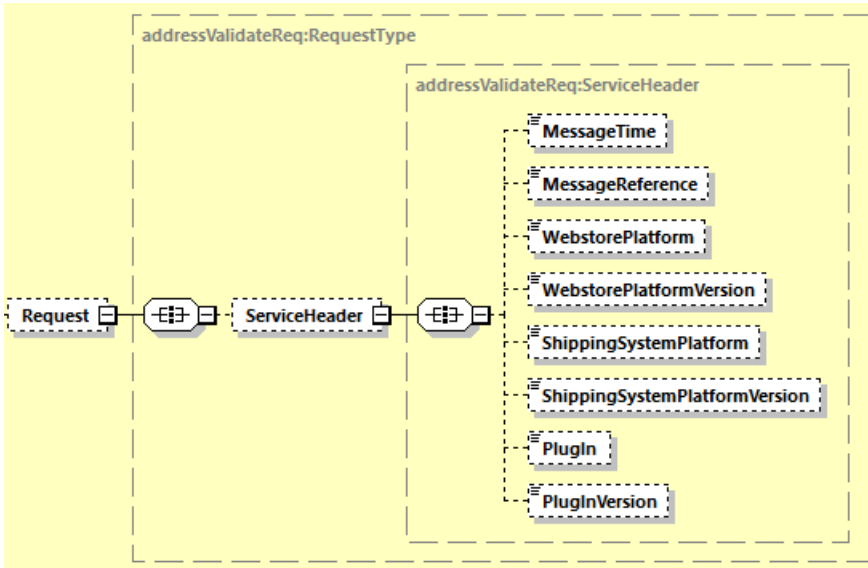 addressValidateReq:RequestType
addressValidateReq:ServiceHeader
MessageTime
MessageReference
WebstorePlatform
WebstorePlatformVersion
Request
ServiceHeader
ShippingSystemPlatform
ShippingSystemPlatformVersion
PlugIn
PlugInVersion